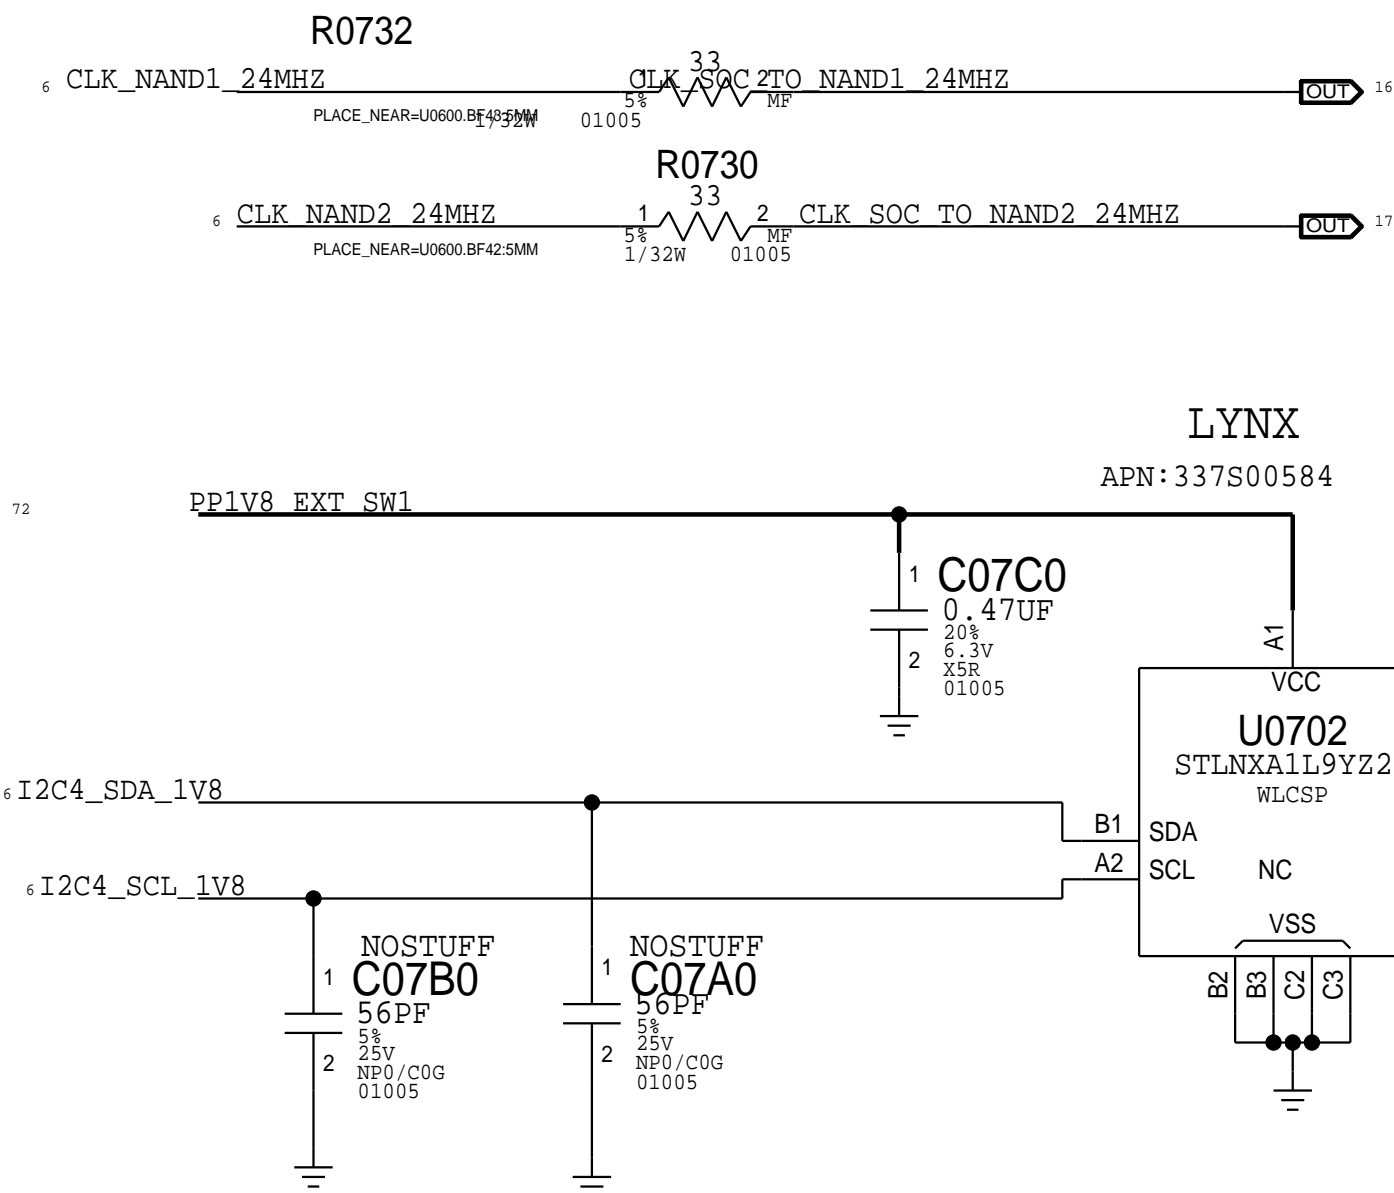 R0732
33
6 CLK_NAND1_24MHZ 1 2 CLK_SOC_TO_NAND1_24MHZ OUT 16
5% MF
PLACE_NEAR=U0600.BF43:5MM 1/32W 01005
R0730
33
6 CLK_NAND2_24MHZ 1 2 CLK_SOC_TO_NAND2_24MHZ OUT 17
5% MF
PLACE_NEAR=U0600.BF42:5MM 1/32W 01005
LYNX
APN:337S00584
72 PP1V8_EXT_SW1
1 C07C0
0.47UF
20%
2 6.3V
X5R
01005
A1
VCC
U0702
STLNXA1L9YZ2
WLCSP
6 I2C4_SDA_1V8
B1 SDA
A2 SCL NC
6 I2C4_SCL_1V8
VSS
B2 B3 C2 C3
NOSTUFF
1 C07B0
56PF
5%
2 25V
NP0/C0G
01005
NOSTUFF
1 C07A0
56PF
5%
2 25V
NP0/C0G
01005